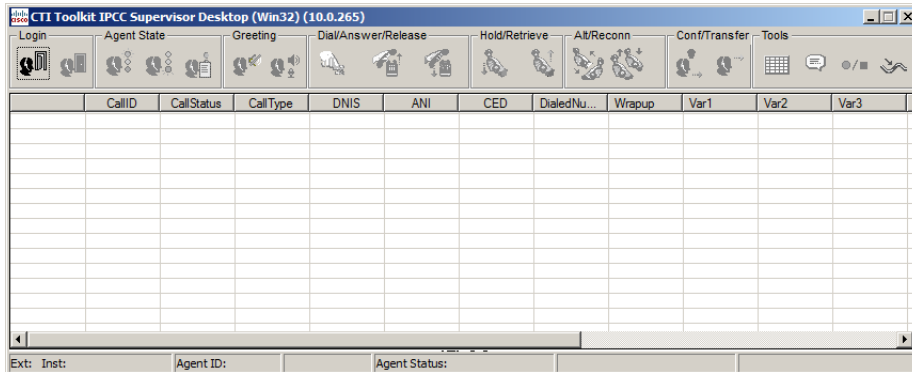 CTI Toolkit IPCC Supervisor Desktop (Win32) (10.0.265)
Login Agent State Greeting Dial/Answer/Release Hold/Retrieve Alt/Reconn Conf/Transfer Tools
CallID CallStatus CallType DNIS ANI CED DialedNu... Wrapup Var1 Var2 Var3
Ext: Inst: Agent ID: Agent Status: